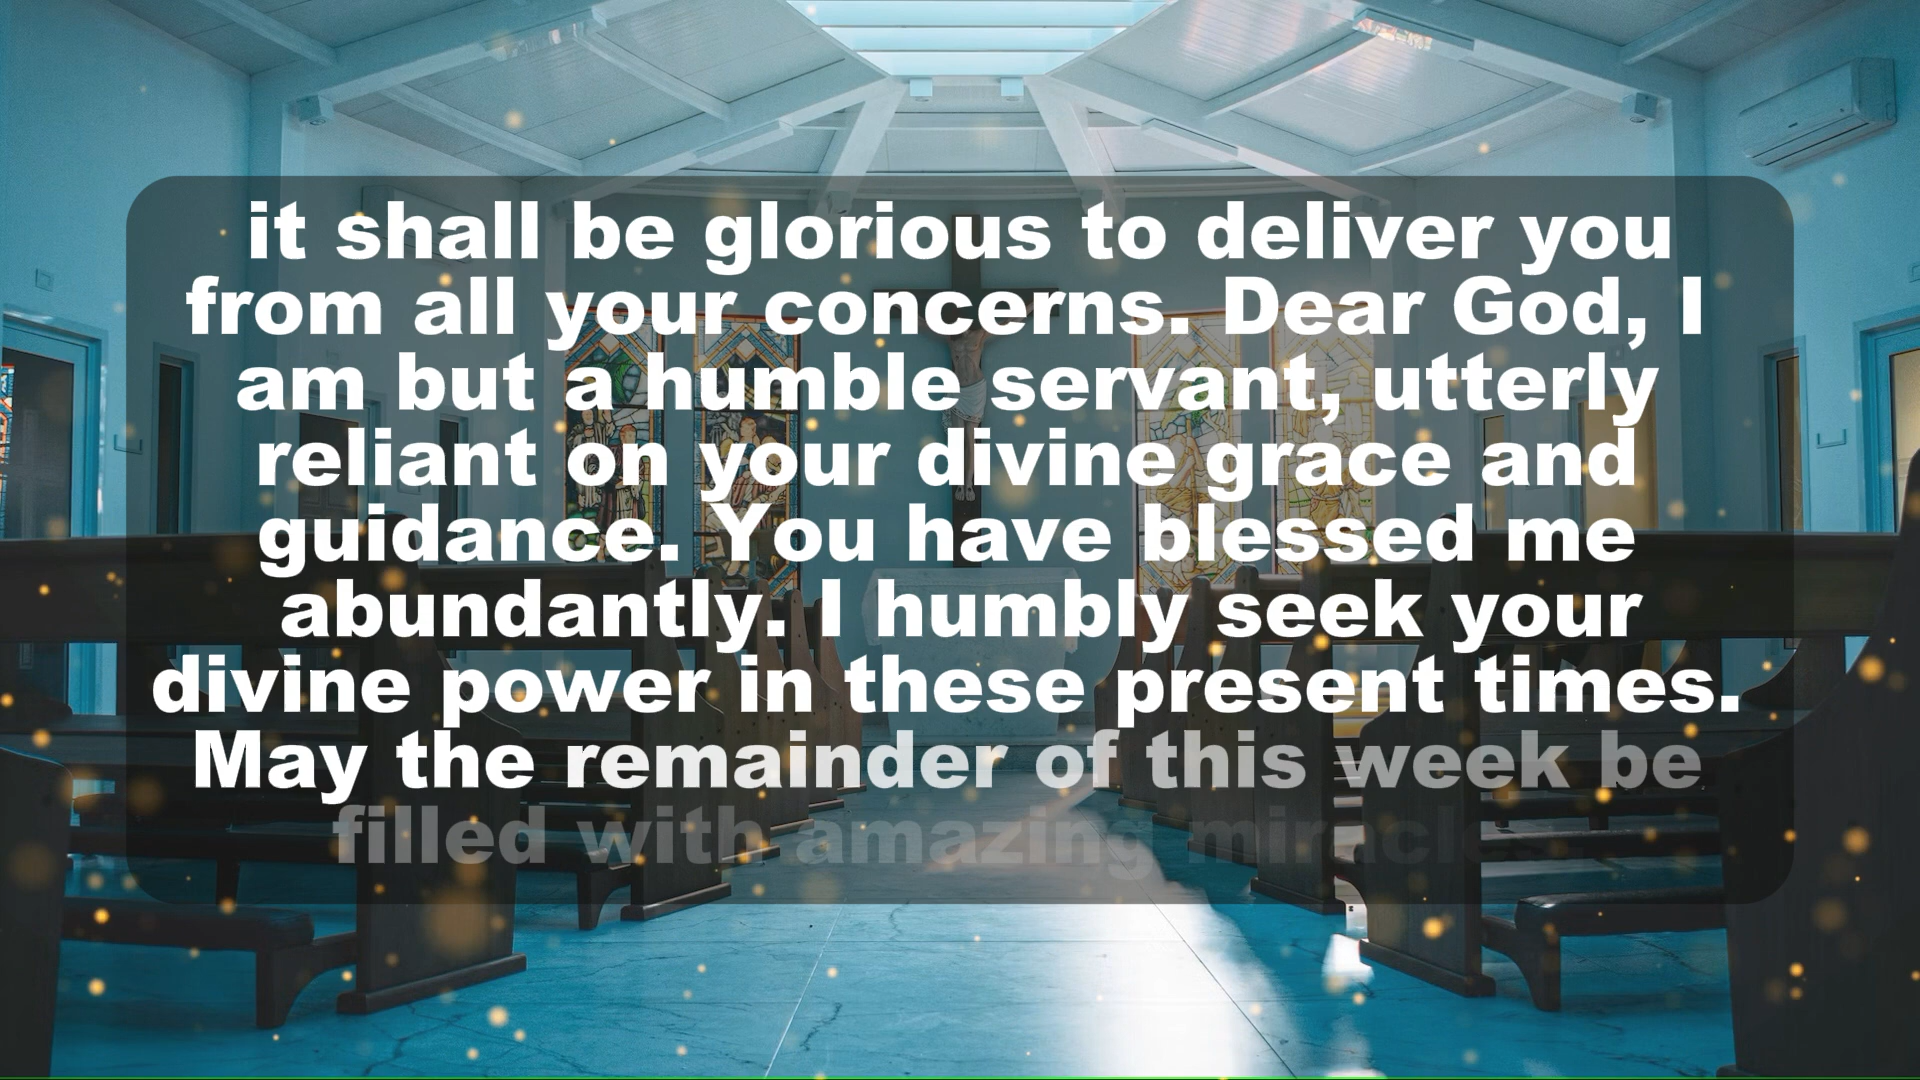 it shall be glorious to deliver you
from all your concerns. Dear God, I
am but a humble servant, utterly
reliant on your divine grace and
guidance. You have blessed me
abundantly. I humbly seek your
divine power in these present times.
May the remainder of this week be
filled with amazing miracles.